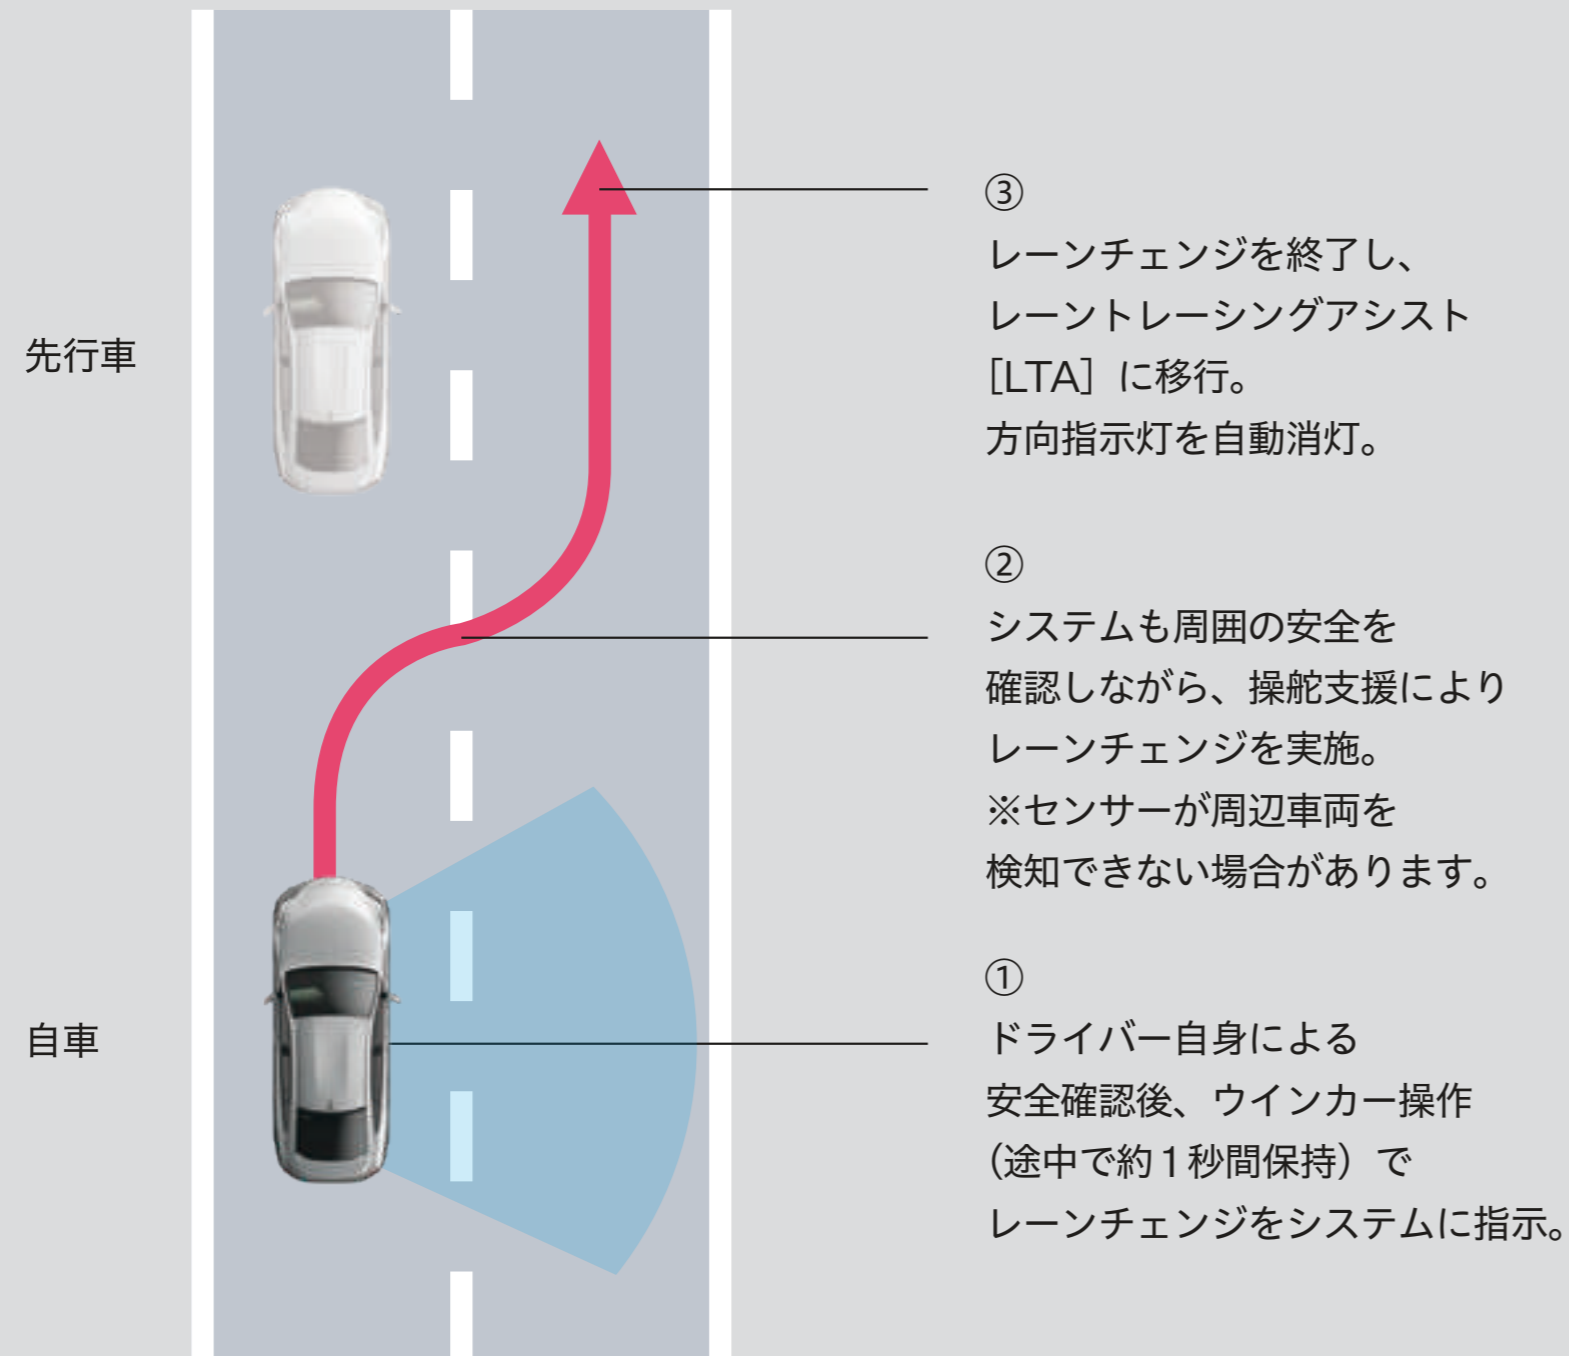 先行車
③
レーンチェンジを終了し、
レーントレーシングアシスト
［LTA］に移行。
方向指示灯を自動消灯。
②
システムも周囲の安全を
確認しながら、操舵支援により
レーンチェンジを実施。
※センサーが周辺車両を
検知できない場合があります。
自車
①
ドライバー自身による
安全確認後、ウインカー操作
（途中で約1秒間保持）で
レーンチェンジをシステムに指示。